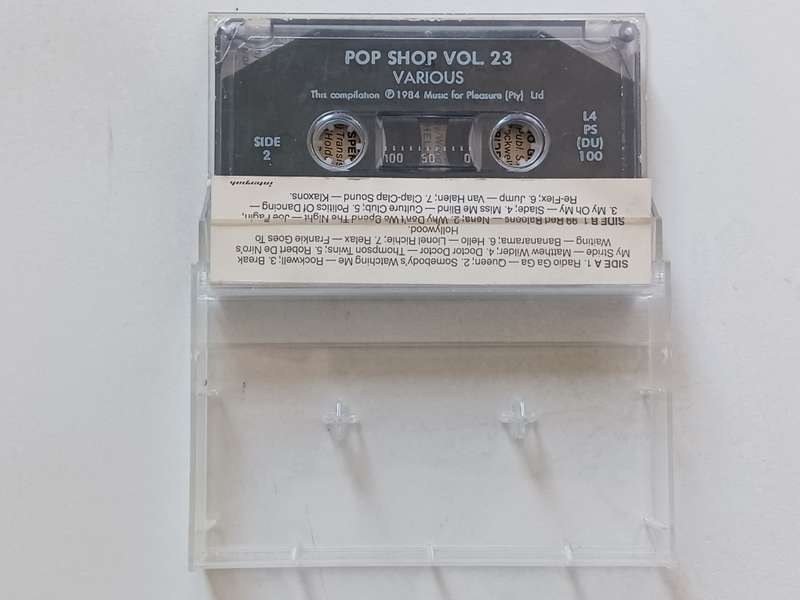 POP SHOP VOL. 23
VARIOUS
This compilation ℗ 1984 Music for Pleasure (Pty) Ltd
SIDE
2
L4
PS
(DU)
100
100 50 0
SIDE A 1. Radio Ga Ga — Queen; 2. Somebody's Watching Me — Rockwell; 3. Break
My Stride — Matthew Wilder; 4. Doctor Doctor — Thompson Twins; 5. Robert De Niro's
Waiting — Bananarama; 6. Hello — Lionel Richie; 7. Relax — Frankie Goes To
Hollywood.
SIDE B 1. 99 Red Baloons — Nena; 2. Why Don't We Spend The Night — Joe Fagin,
3. My Oh My — Slade; 4. Miss Me Blind — Culture Club; 5. Politics Of Dancing —
Re-Flex; 6. Jump — Van Halen; 7. Clap-Clap Sound — Klaxons.
interpak